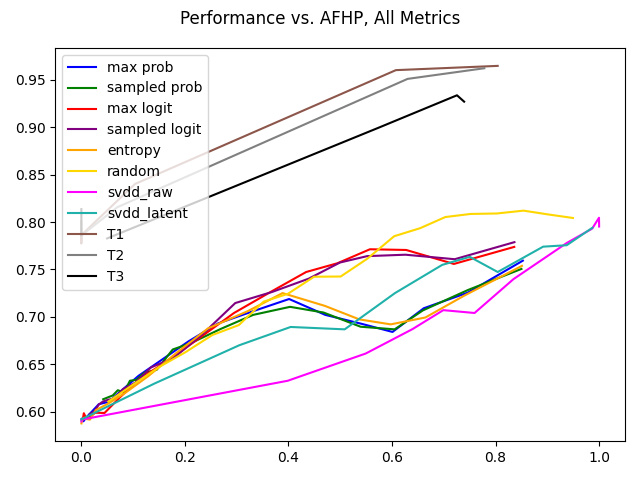 Performance vs. AFHP, All Metrics
max prob
sampled prob
max logit
sampled logit
entropy
random
svdd_raw
svdd_latent
T1
T2
T3
0.95
0.90
0.85
0.80
0.75
0.70
0.65
0.60
0.0 0.2 0.4 0.6 0.8 1.0